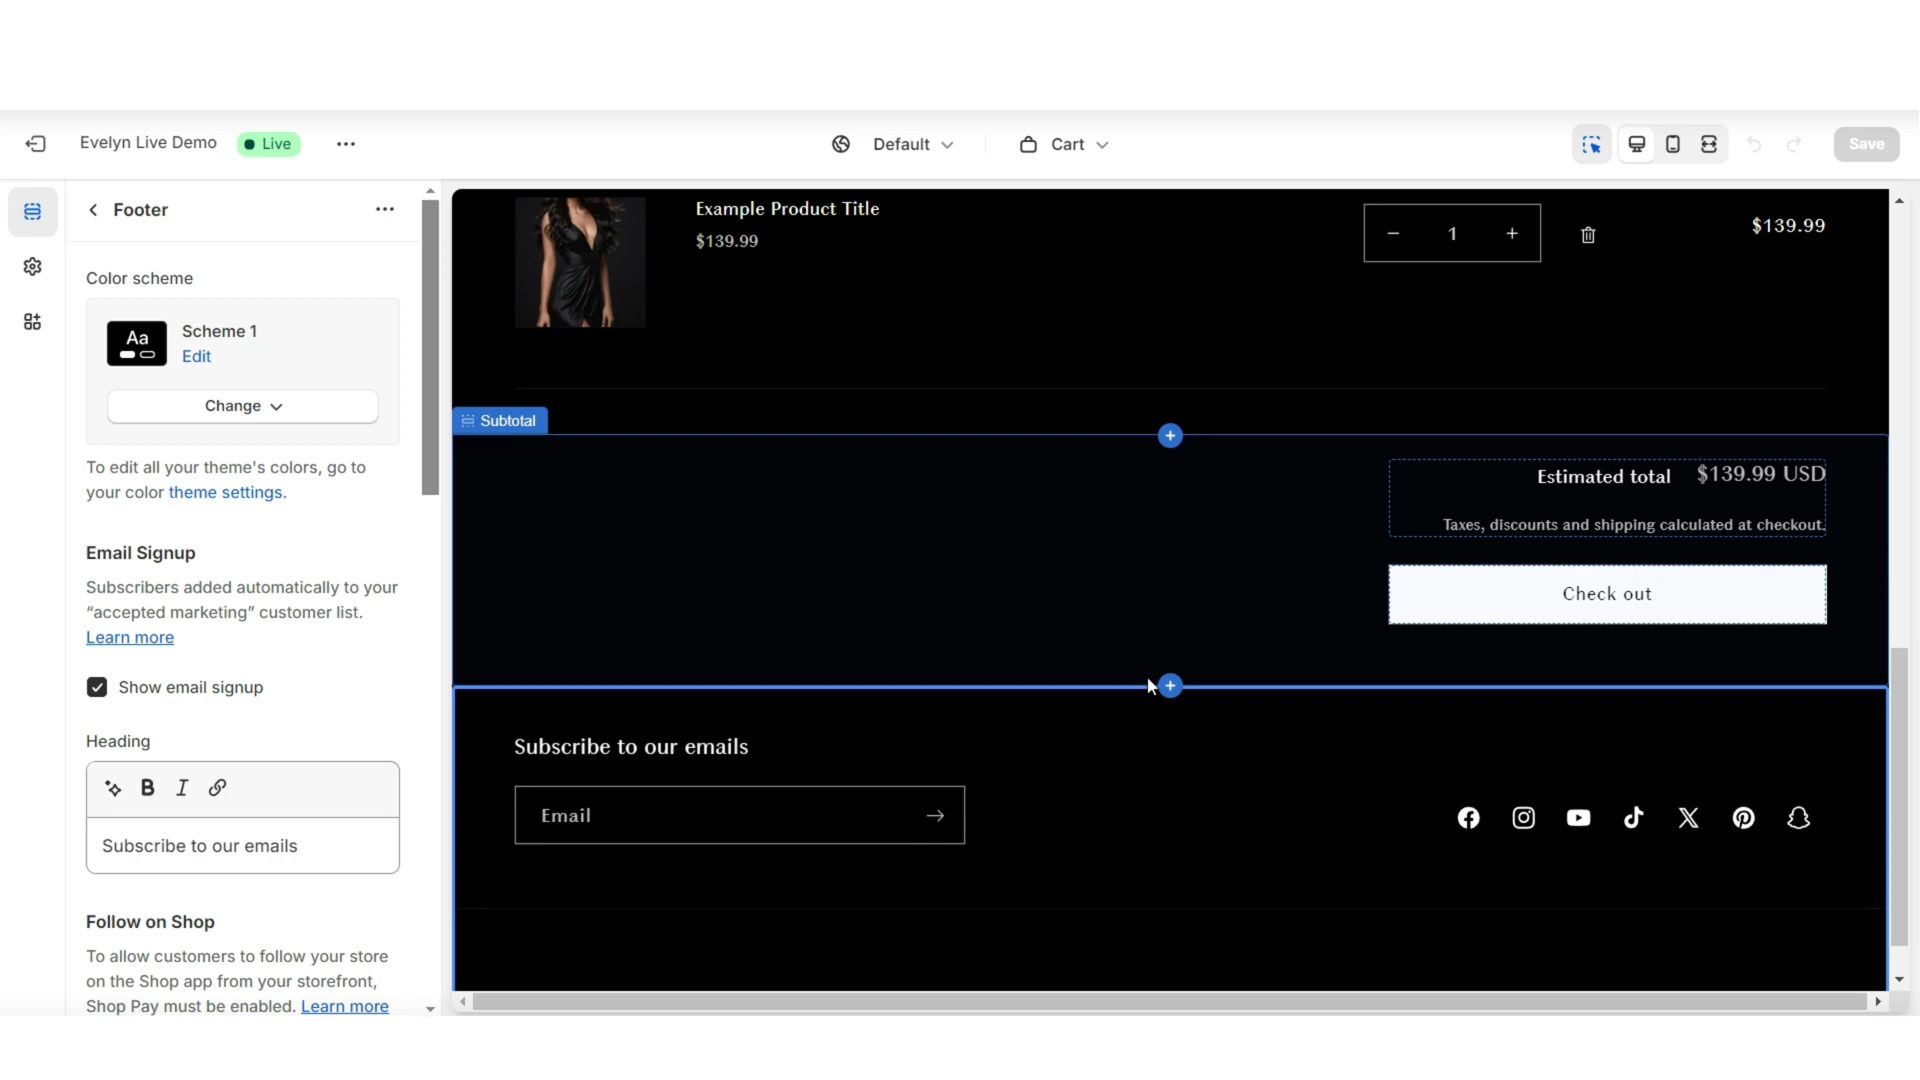 Evelyn Live Demo
Live
Default
Cart
Save
Footer
Color scheme
Aa
Scheme 1
Edit
Change
To edit all your theme's colors, go to
your color theme settings.
Email Signup
Subscribers added automatically to your
“accepted marketing” customer list.
Learn more
Show email signup
Heading
B I
Subscribe to our emails
Follow on Shop
To allow customers to follow your store
on the Shop app from your storefront,
Shop Pay must be enabled. Learn more
Example Product Title
$139.99
− 1 +
$139.99
Subtotal
Estimated total $139.99 USD
Taxes, discounts and shipping calculated at checkout.
Check out
Subscribe to our emails
Email